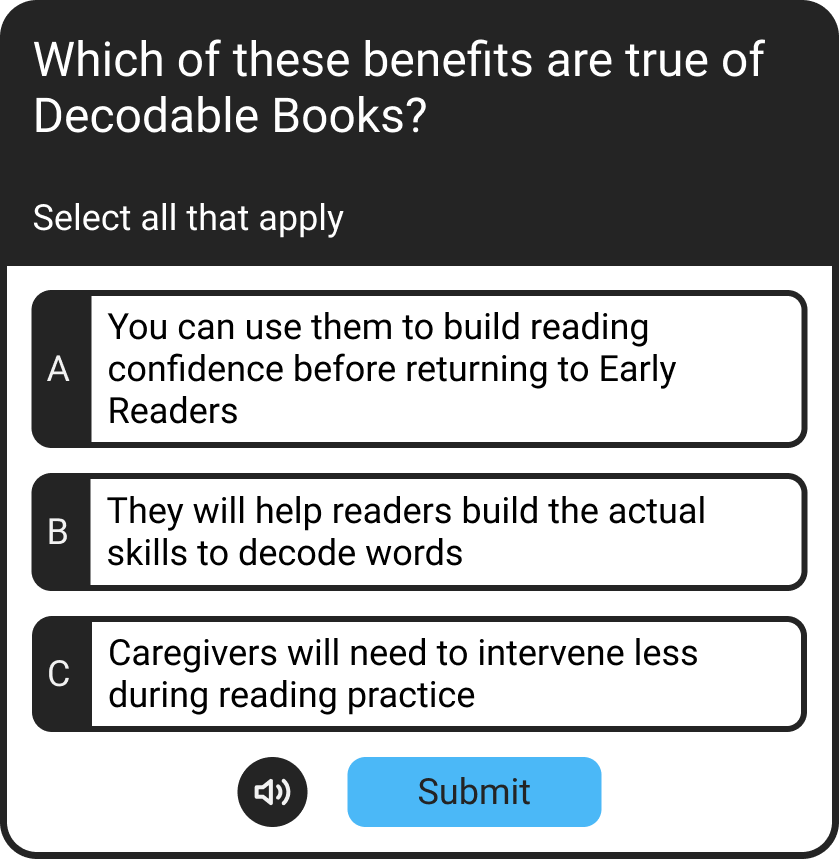 Which of these benefits are true of
Decodable Books?
Select all that apply
A
You can use them to build reading
confidence before returning to Early
Readers
B
They will help readers build the actual
skills to decode words
C
Caregivers will need to intervene less
during reading practice
Submit